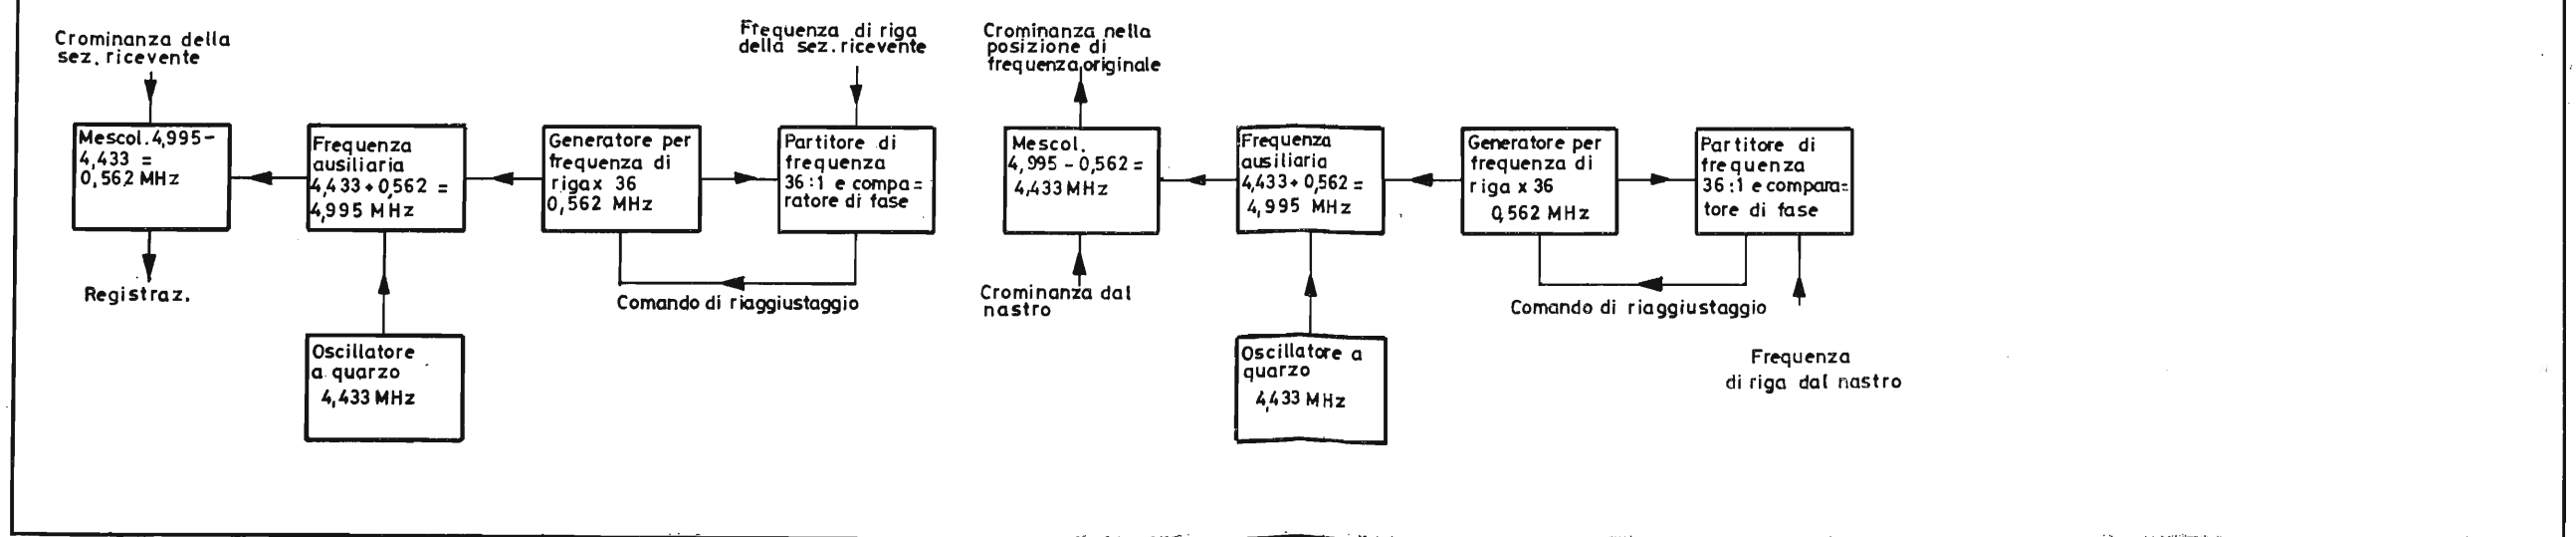 Crominanza della
sez. ricevente
Mescol. 4,995-
4,433 =
0,562 MHz
Registraz.
Frequenza
ausiliaria
4,433+0,562 =
4,995 MHz
Oscillatore
a quarzo
4,433 MHz
Generatore per
frequenza di
riga x 36
0,562 MHz
Frequenza di riga
della sez. ricevente
Partitore di
frequenza
36:1 e compa=
ratore di fase
Comando di riaggiustaggio
Crominanza nella
posizione di
frequenza originale
Mescol.
4,995 - 0,562 =
4,433 MHz
Crominanza dal
nastro
Frequenza
ausiliaria
4,433+ 0,562 =
4,995 MHz
Oscillatore a
quarzo
4,433 MHz
Generatore per
frequenza di
riga x 36
0,562 MHz
Partitore di
frequenza
36:1 e compara=
tore di fase
Comando di riaggiustaggio
Frequenza
di riga dal nastro